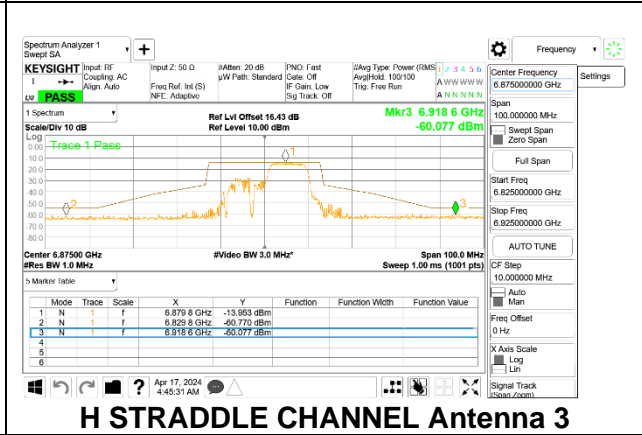 Spectrum Analyzer 1
Swept SA
+
Frequency
KEYSIGHT
Input: RF
Coupling: AC
Align: Auto
Input Z: 50 Ω
Freq Ref: Int (S)
NFE: Adaptive
#Atten: 20 dB
µW Path: Standard
PNO: Fast
Gate: Off
IF Gain: Low
Sig Track: Off
#Avg Type: Power (RMS
Avg|Hold: 100/100
Trig: Free Run
1 2 3 4 5 6
A W W W W W
A N N N N N
PASS
Center Frequency
6.875000000 GHz
Settings
Span
100.000000 MHz
Swept Span
Zero Span
Full Span
Start Freq
6.825000000 GHz
Stop Freq
6.925000000 GHz
AUTO TUNE
CF Step
10.000000 MHz
Auto
Man
Freq Offset
0 Hz
X Axis Scale
Log
Lin
Signal Track
(Span Zoom)
1 Spectrum
Scale/Div 10 dB
Ref Lvl Offset 16.43 dB
Ref Level 10.00 dBm
Mkr3 6.918 6 GHz
-60.077 dBm
Log
Trace 1 Pass
0.00
-10.0
-20.0
-30.0
-40.0
-50.0
-60.0
-70.0
-80.0
1
2
3
Center 6.87500 GHz
#Res BW 1.0 MHz
#Video BW 3.0 MHz*
Span 100.0 MHz
Sweep 1.00 ms (1001 pts)
5 Marker Table
Mode Trace Scale X Y Function Function Width Function Value
1 N 1 f 6.879 8 GHz -13.953 dBm
2 N 1 f 6.829 8 GHz -60.770 dBm
3 N 1 f 6.918 6 GHz -60.077 dBm
4
5
6
?
Apr 17, 2024
4:45:31 AM
H STRADDLE CHANNEL Antenna 3